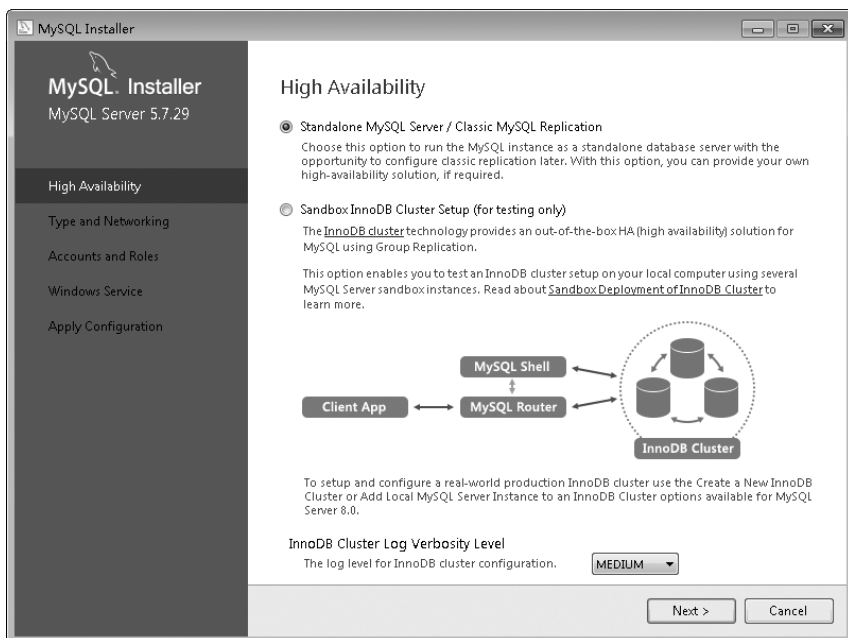 MySQL Installer
MySQL. Installer
MySQL Server 5.7.29
High Availability
Type and Networking
Accounts and Roles
Windows Service
Apply Configuration
High Availability
Standalone MySQL Server / Classic MySQL Replication
Choose this option to run the MySQL instance as a standalone database server with the
opportunity to configure classic replication later. With this option, you can provide your own
high-availability solution, if required.
Sandbox InnoDB Cluster Setup (for testing only)
The InnoDB cluster technology provides an out-of-the-box HA (high availability) solution for
MySQL using Group Replication.
This option enables you to test an InnoDB cluster setup on your local computer using several
MySQL Server sandbox instances. Read about Sandbox Deployment of InnoDB Cluster to
learn more.
MySQL Shell
Client App
MySQL Router
InnoDB Cluster
To setup and configure a real-world production InnoDB cluster use the Create a New InnoDB
Cluster or Add Local MySQL Server Instance to an InnoDB Cluster options available for MySQL
Server 8.0.
InnoDB Cluster Log Verbosity Level
The log level for InnoDB cluster configuration.
MEDIUM
Next >
Cancel